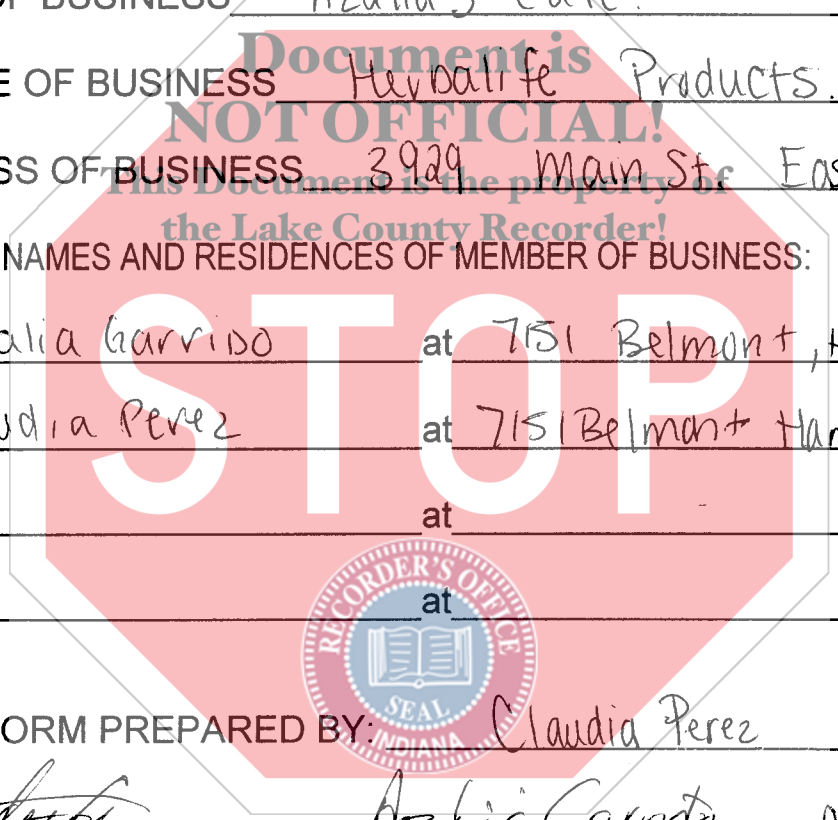 OF BUSINESS
Document is
E OF BUSINESS Herbalife Products.
NOT OFFICIAL!
SS OF BUSINESS 3929 Main St. Eas
This Document is the property of
the Lake County Recorder!
NAMES AND RESIDENCES OF MEMBER OF BUSINESS:
alia Garrido at 7151 Belmont, H
udia Perez at 7151 Belmont Ham
STOP
at
at
RECORDER'S OFFICE
SEAL
INDIANA
ORM PREPARED BY: Claudia Perez